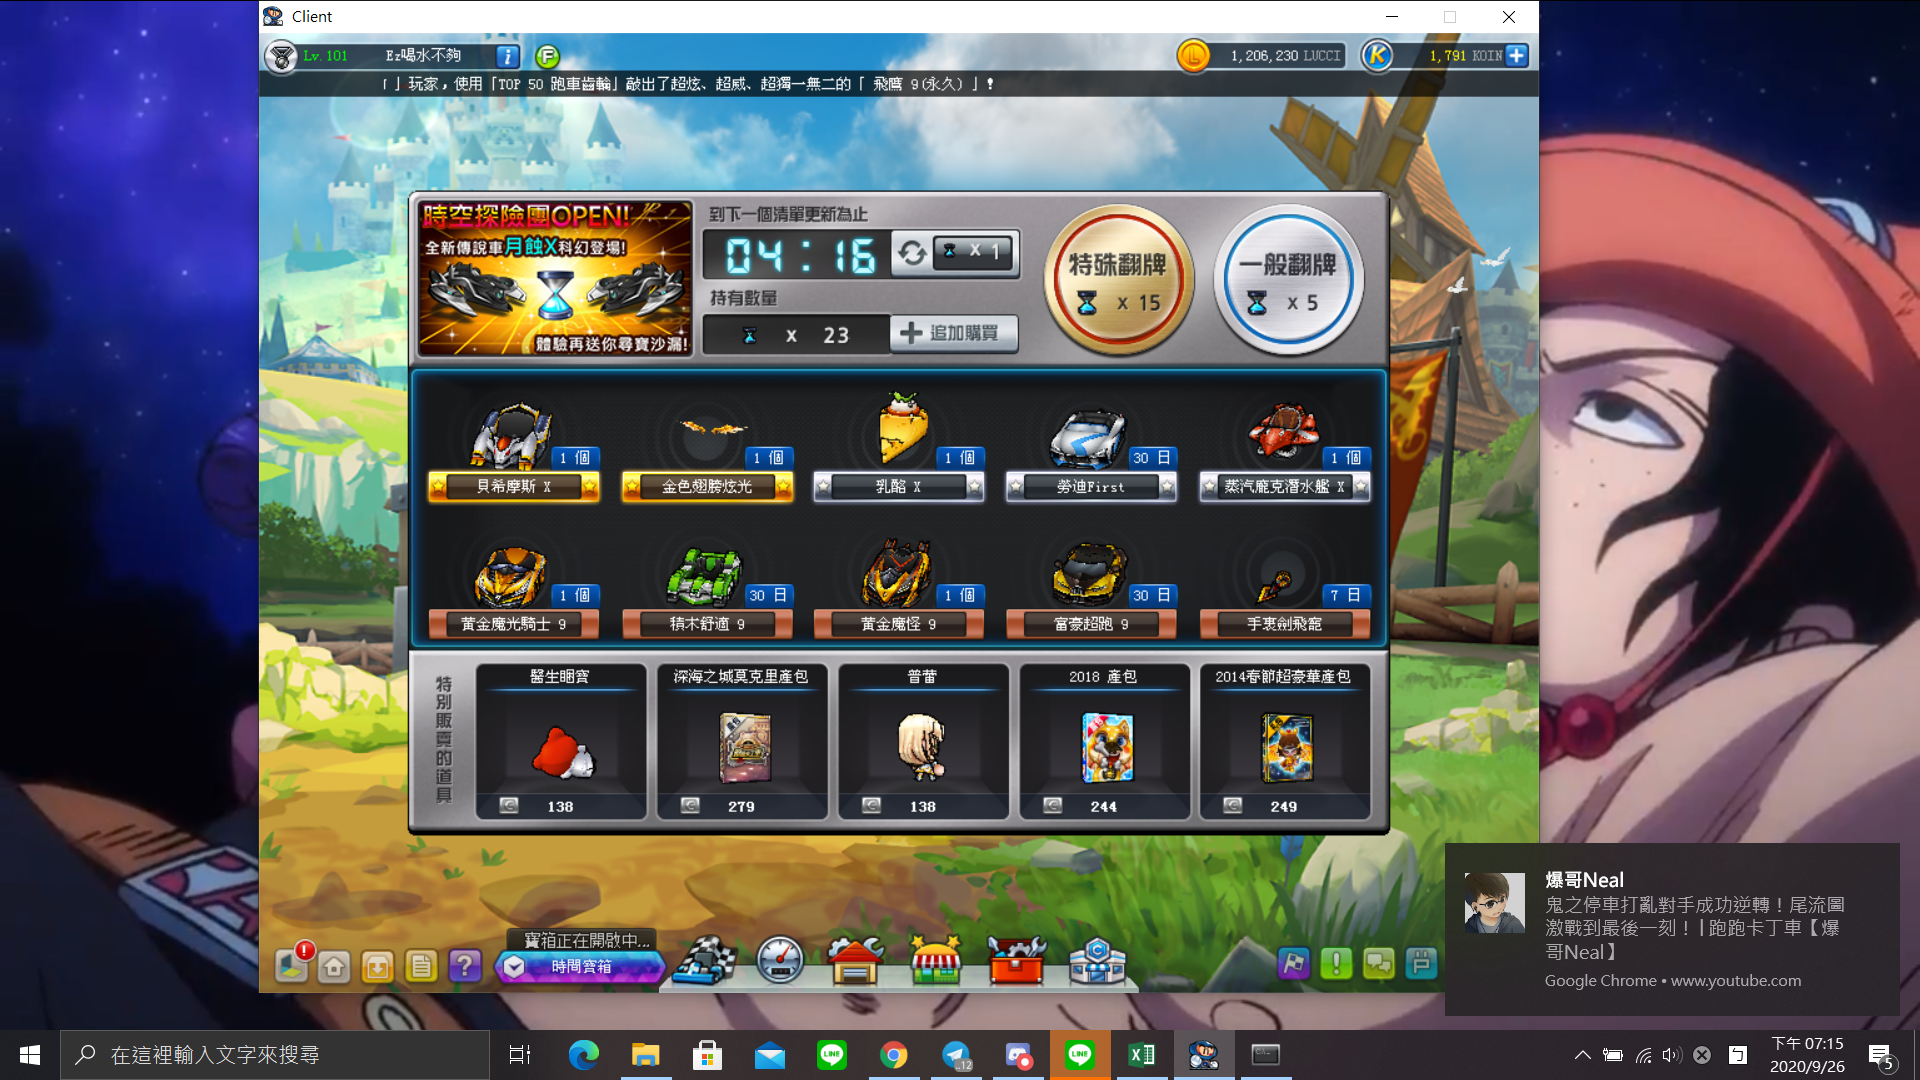 Client
Lv. 101
Ez喝水不夠
i
F
L
1,206,230 LUCCI
K
1,791 KOIN
「 」玩家，使用「TOP 50 跑車齒輪」敲出了超炫、超威、超獨一無二的「 飛鷹 9(永久) 」！
時空探險團OPEN!
全新傳說車月蝕X科幻登場!
體驗再送你尋寶沙漏!
到下一個清單更新為止
04:16
X 1
持有數量
x 23
追加購買
特殊翻牌
x 15
一般翻牌
x 5
1 個
1 個
1 個
30 日
1 個
貝希摩斯 X
金色翅膀炫光
乳酪 X
勞迪First
蒸汽龐克潛水艦 X
1 個
30 日
1 個
30 日
7 日
黃金魔光騎士 9
積木舒適 9
黃金魔怪 9
富豪超跑 9
手裏劍飛窟
特別販賣的道具
醫生睏寶
深海之城莫克里產包
普蕾
2018 產包
2014春節超豪華產包
138
279
138
244
249
寶箱正在開啟中...
時間寶箱
爆哥Neal
鬼之停車打亂對手成功逆轉！尾流圖
激戰到最後一刻！ | 跑跑卡丁車【爆
哥Neal】
Google Chrome • www.youtube.com
在這裡輸入文字來搜尋
LINE
12
LINE
下午 07:15
2020/9/26
5